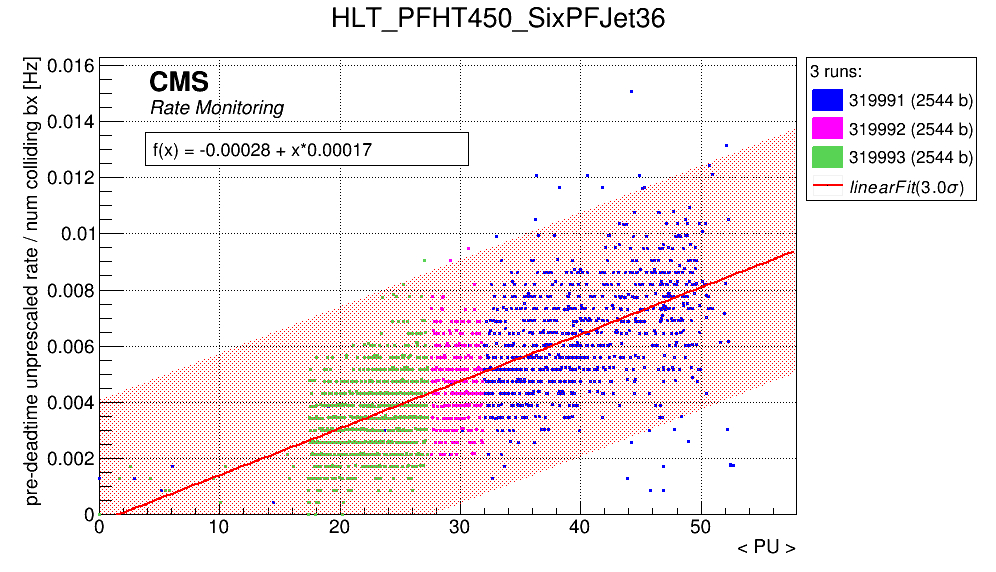 HLT_PFHT450_SixPFJet36
pre-deadtime unprescaled rate / num colliding bx [Hz]
0.016
0.014
0.012
0.01
0.008
0.006
0.004
0.002
0
CMS
Rate Monitoring
f(x) = -0.00028 + x*0.00017
3 runs:
319991 (2544 b)
319992 (2544 b)
319993 (2544 b)
linearFit(3.0σ)
0 10 20 30 40 50
< PU >